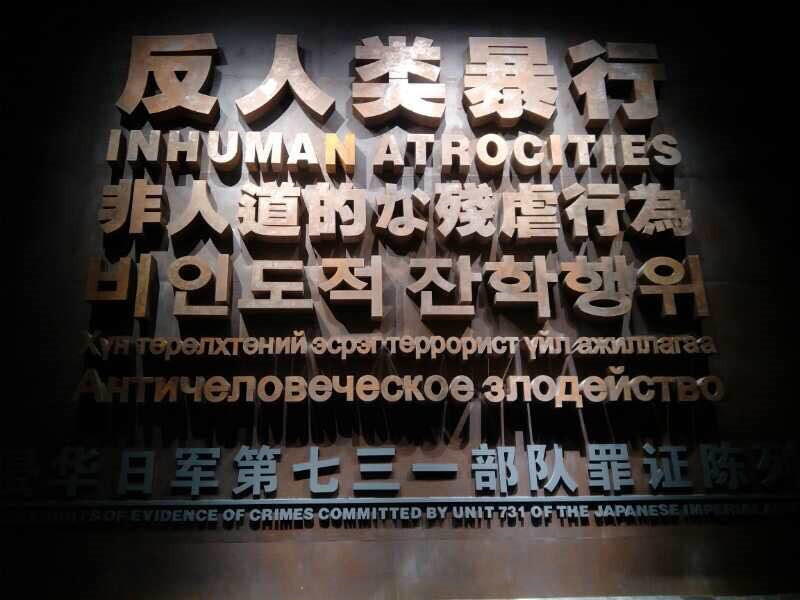 反人类暴行
INHUMAN ATROCITIES
非人道的な殘虐行為
비인도적 잔학행위
Хүн төрөлхтөний эсрэг террорист үйл ажиллагаа
Античеловеческое злодейство
华日军第七三一部队罪证陈列
OF EVIDENCE OF CRIMES COMMITTED BY UNIT 731 OF THE JAPANESE IMPERIAL